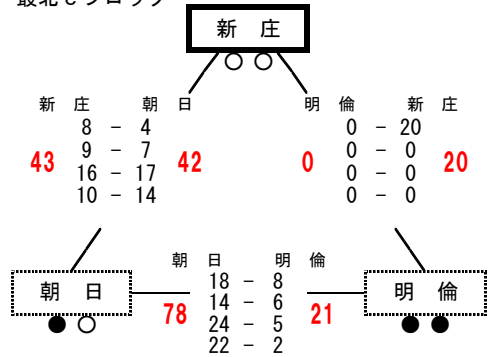 新 庄
○ ○
新 庄 朝 日
8 - 4
9 - 7
16 - 17
10 - 14
43 42
明 倫 新 庄
0 - 20
0 - 0
0 - 0
0 - 0
0 20
朝 日
● ○
朝 日 明 倫
18 - 8
14 - 6
24 - 5
22 - 2
78 21
明 倫
● ●